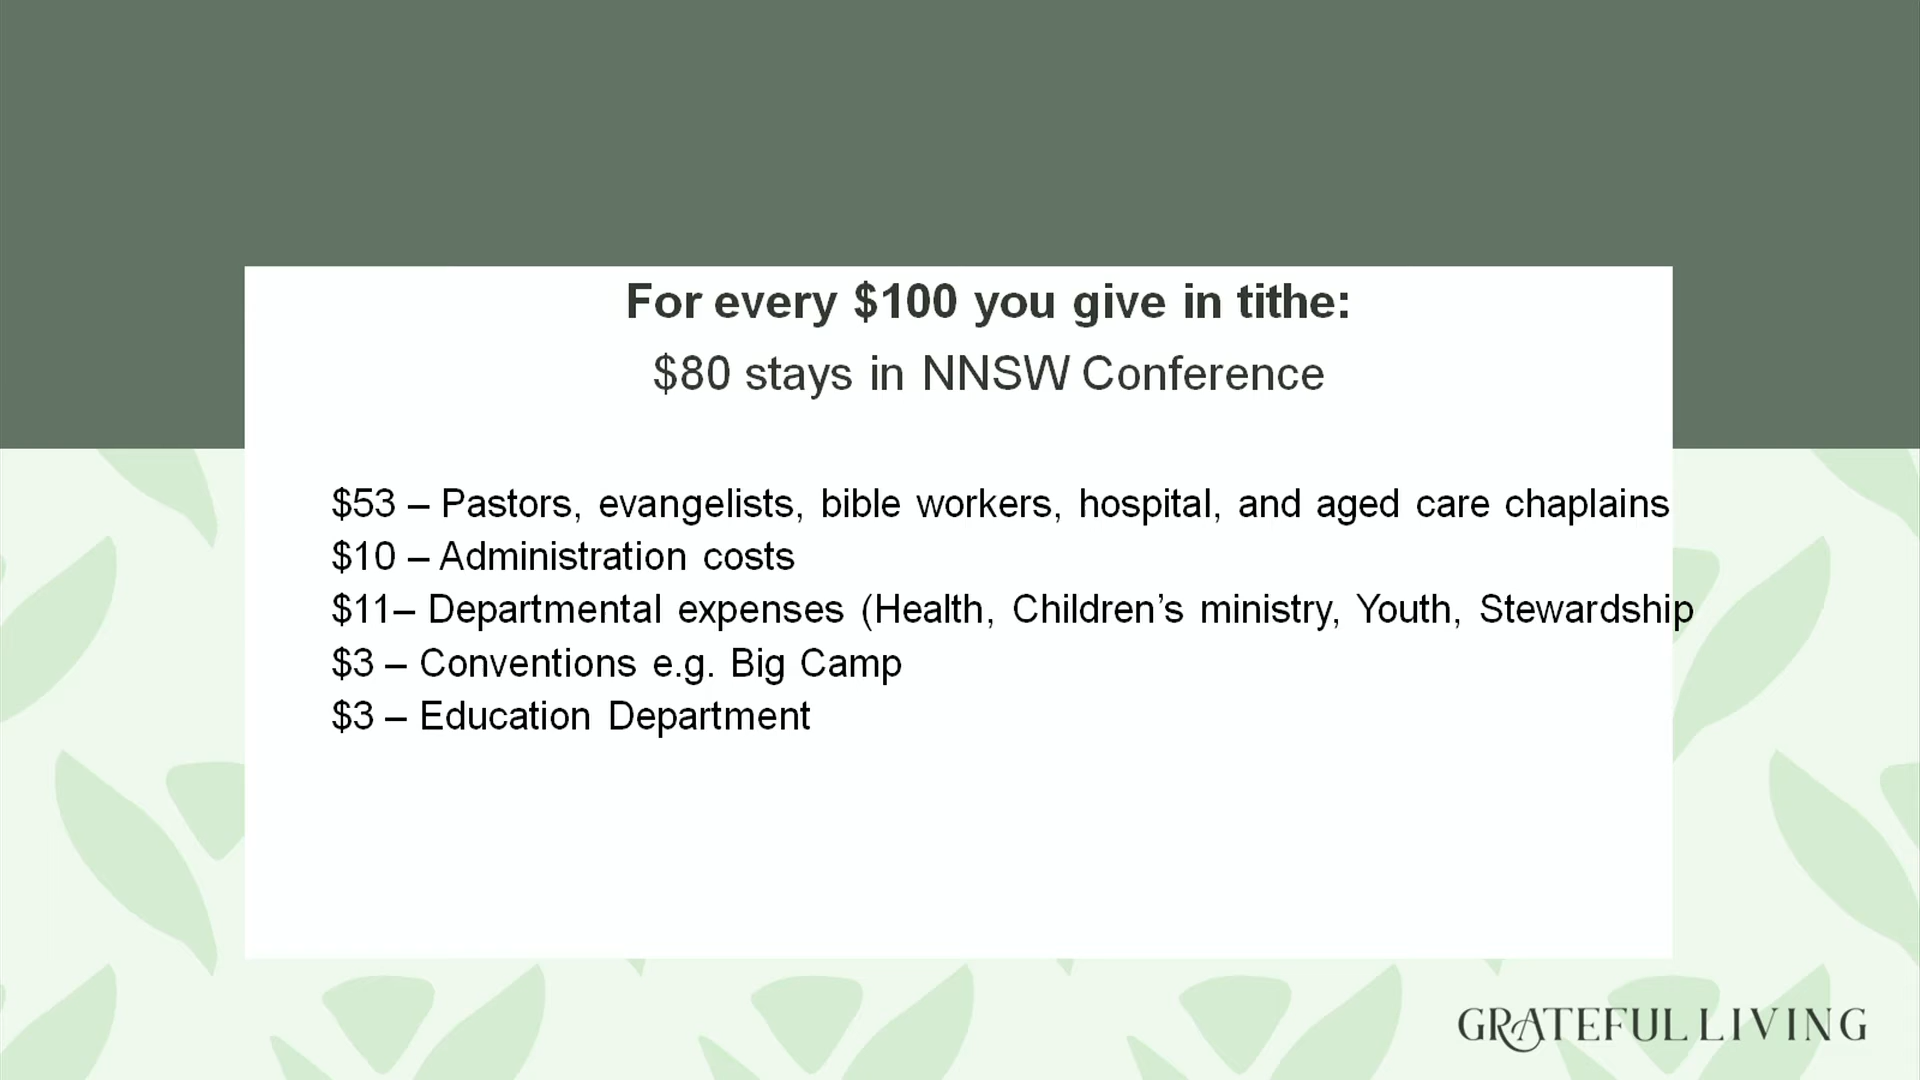 For every $100 you give in tithe:
$80 stays in NNSW Conference
$53 – Pastors, evangelists, bible workers, hospital, and aged care chaplains
$10 – Administration costs
$11– Departmental expenses (Health, Children’s ministry, Youth, Stewardship
$3 – Conventions e.g. Big Camp
$3 – Education Department
GRATEFUL LIVING